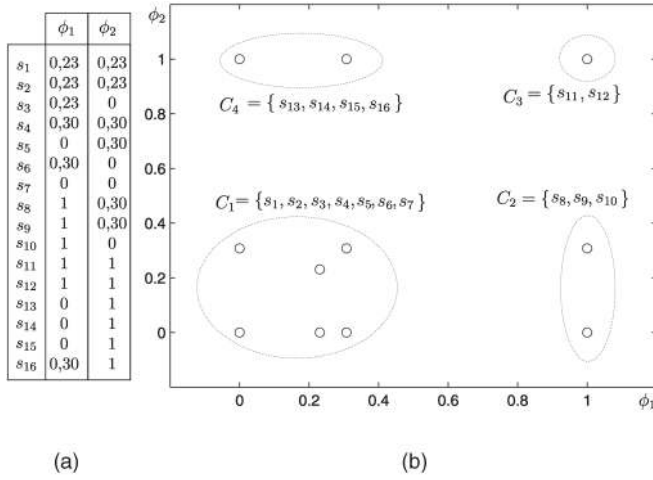 ϕ₁ ϕ₂
s₁ 0,23 0,23
s₂ 0,23 0,23
s₃ 0,23 0
s₄ 0,30 0,30
s₅ 0 0,30
s₆ 0,30 0
s₇ 0 0
s₈ 1 0,30
s₉ 1 0,30
s₁₀ 1 0
s₁₁ 1 1
s₁₂ 1 1
s₁₃ 0 1
s₁₄ 0 1
s₁₅ 0 1
s₁₆ 0,30 1
(a)
ϕ₂
1
0.8
0.6
0.4
0.2
0
C₄ = { s₁₃, s₁₄, s₁₅, s₁₆ }
C₃ = {s₁₁, s₁₂}
C₁ = {s₁, s₂, s₃, s₄, s₅, s₆, s₇}
C₂ = {s₈, s₉, s₁₀}
0 0.2 0.4 0.6 0.8 1 ϕ₁
(b)